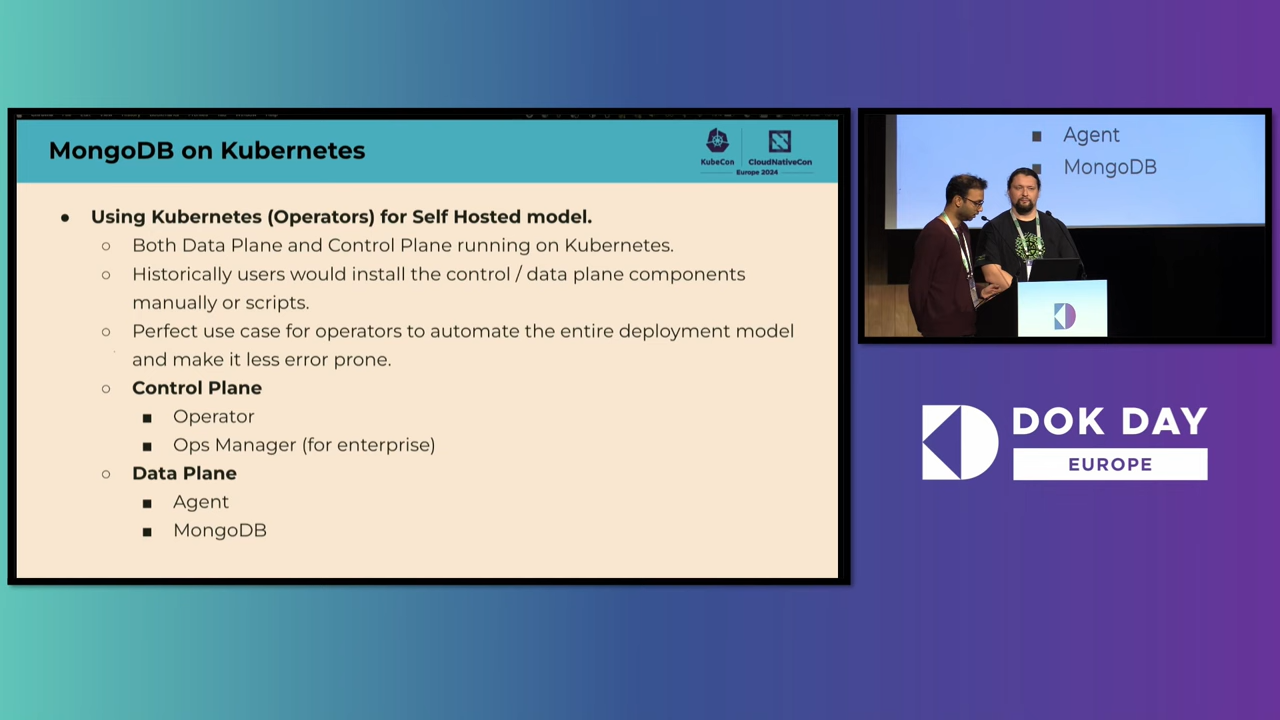 MongoDB on Kubernetes
KubeCon
CloudNativeCon
Europe 2024
● Using Kubernetes (Operators) for Self Hosted model.
○ Both Data Plane and Control Plane running on Kubernetes.
○ Historically users would install the control / data plane components
manually or scripts.
○ Perfect use case for operators to automate the entire deployment model
and make it less error prone.
○ Control Plane
■ Operator
■ Ops Manager (for enterprise)
○ Data Plane
■ Agent
■ MongoDB
■ Agent
■ MongoDB
DOK DAY
EUROPE